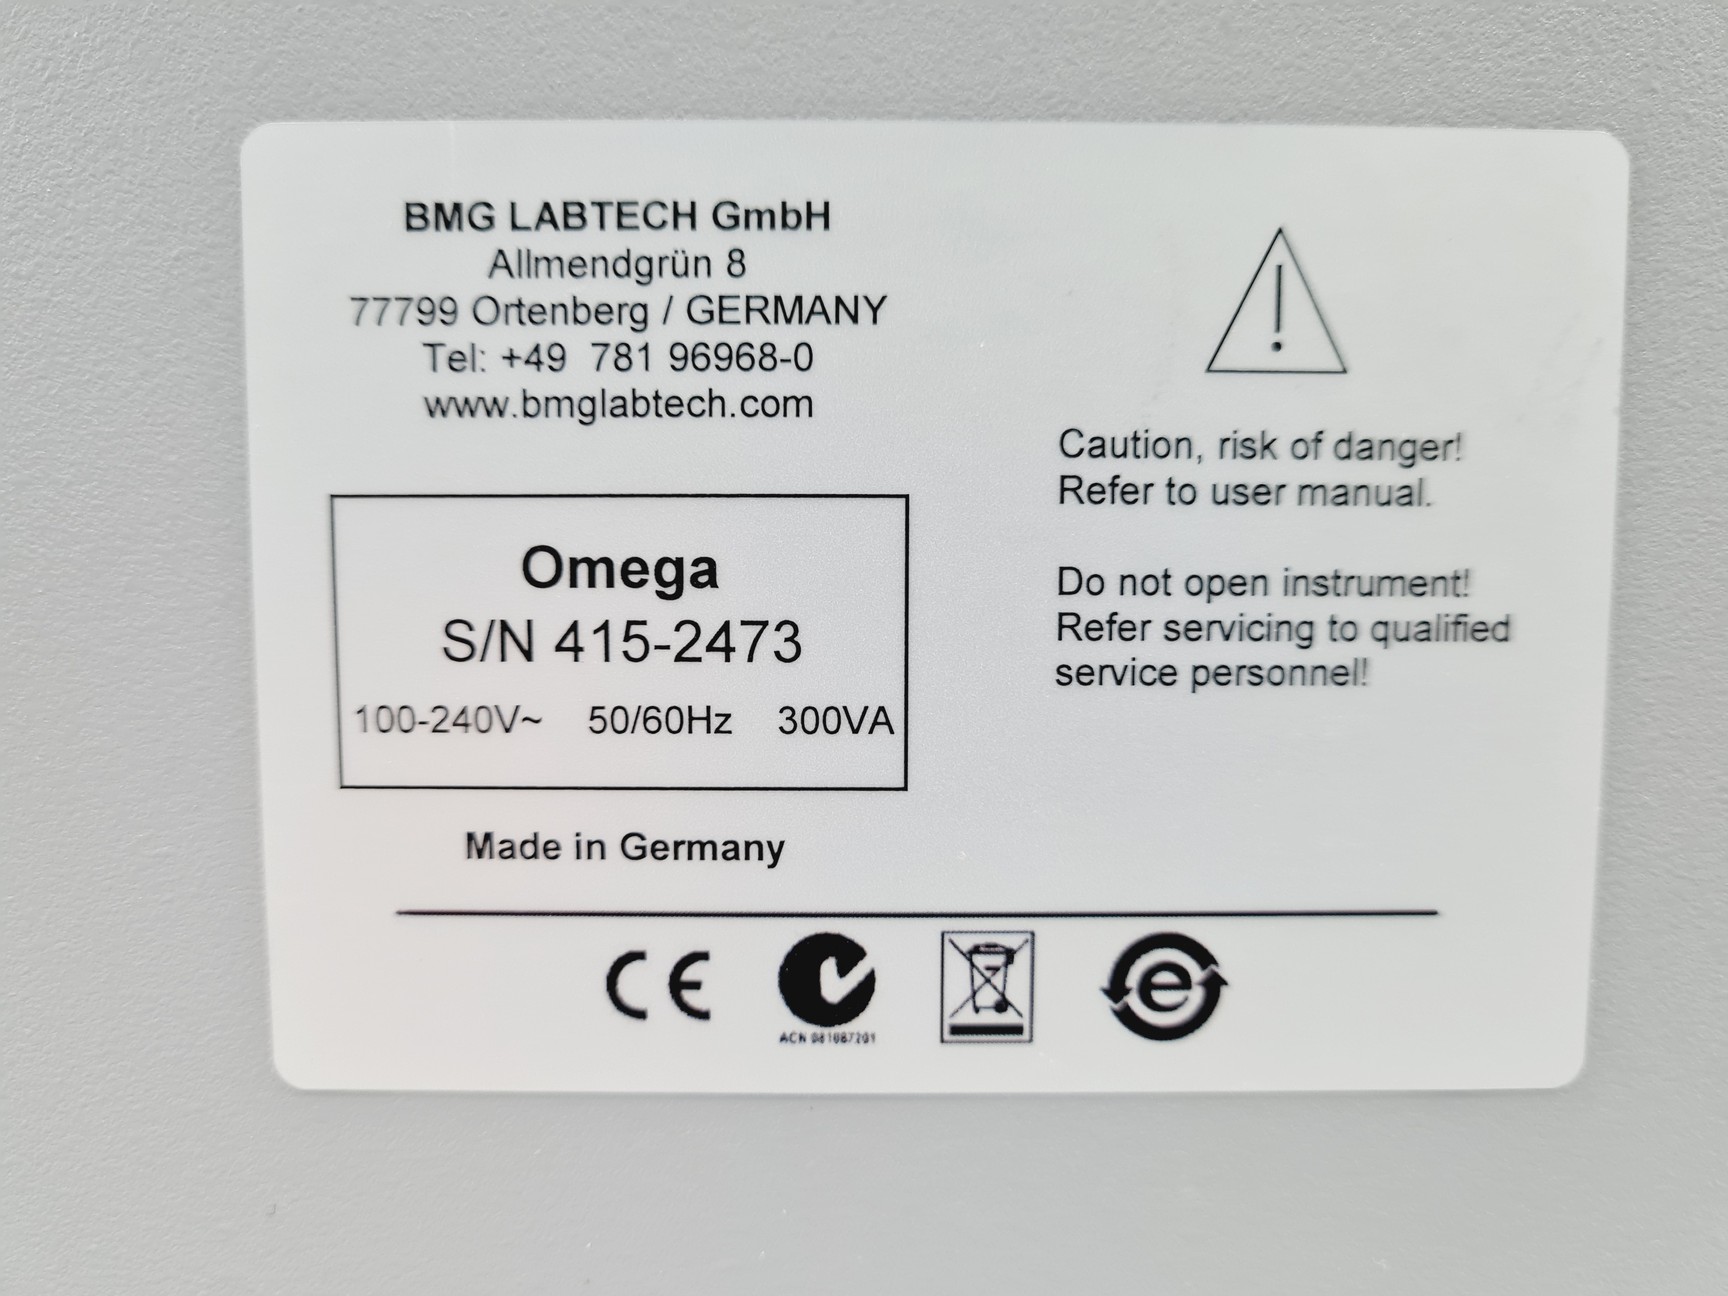 BMG LABTECH GmbH
Allmendgrün 8
77799 Ortenberg / GERMANY
Tel: +49 781 96968-0
www.bmglabtech.com
Omega
S/N 415-2473
100-240V~ 50/60Hz 300VA
Made in Germany
Caution, risk of danger!
Refer to user manual.
Do not open instrument!
Refer servicing to qualified
service personnel!
CE
ACN
e